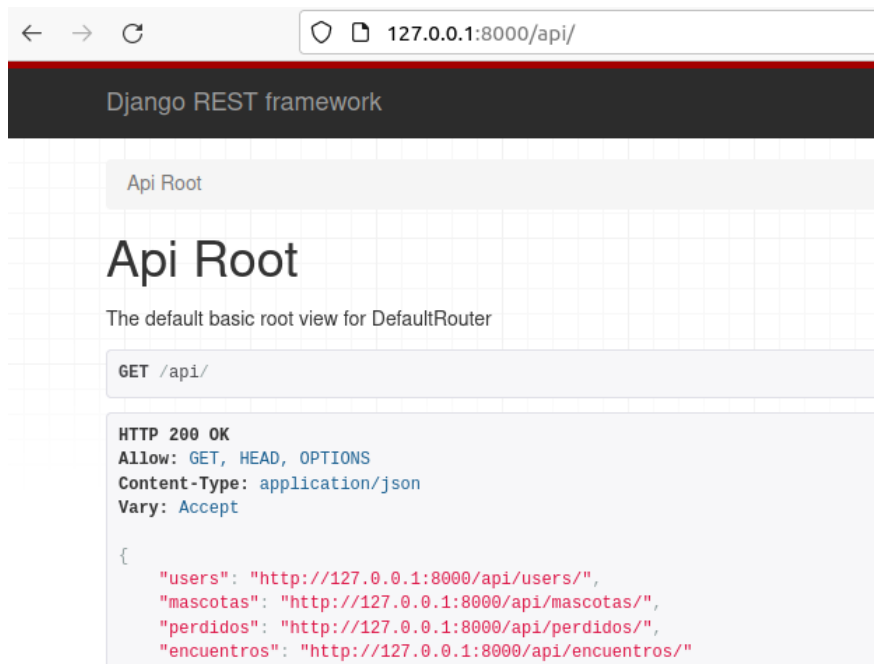 127.0.0.1:8000/api/
Django REST framework
Api Root
Api Root
The default basic root view for DefaultRouter
GET /api/
HTTP 200 OK
Allow: GET, HEAD, OPTIONS
Content-Type: application/json
Vary: Accept
{
"users": "http://127.0.0.1:8000/api/users/",
"mascotas": "http://127.0.0.1:8000/api/mascotas/",
"perdidos": "http://127.0.0.1:8000/api/perdidos/",
"encuentros": "http://127.0.0.1:8000/api/encuentros/"